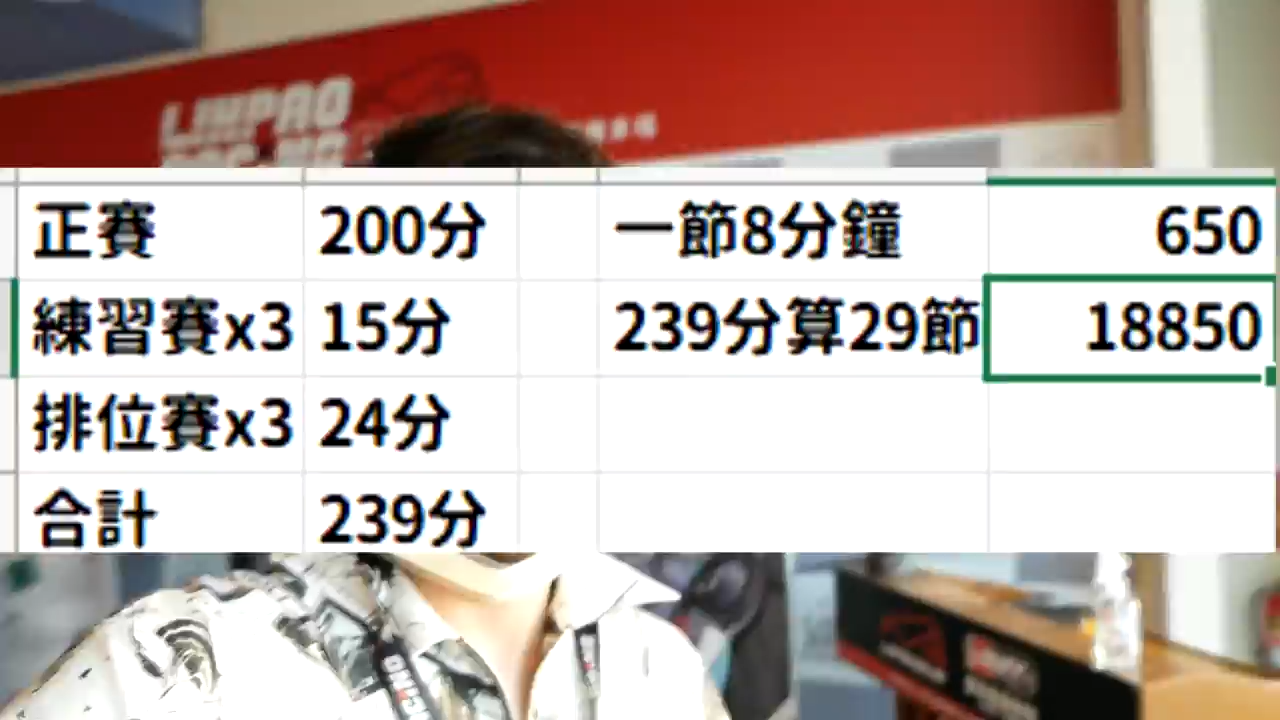 LINPAO
正賽 200分 一節8分鐘 650
練習賽x3 15分 239分算29節 18850
排位賽x3 24分
合計 239分